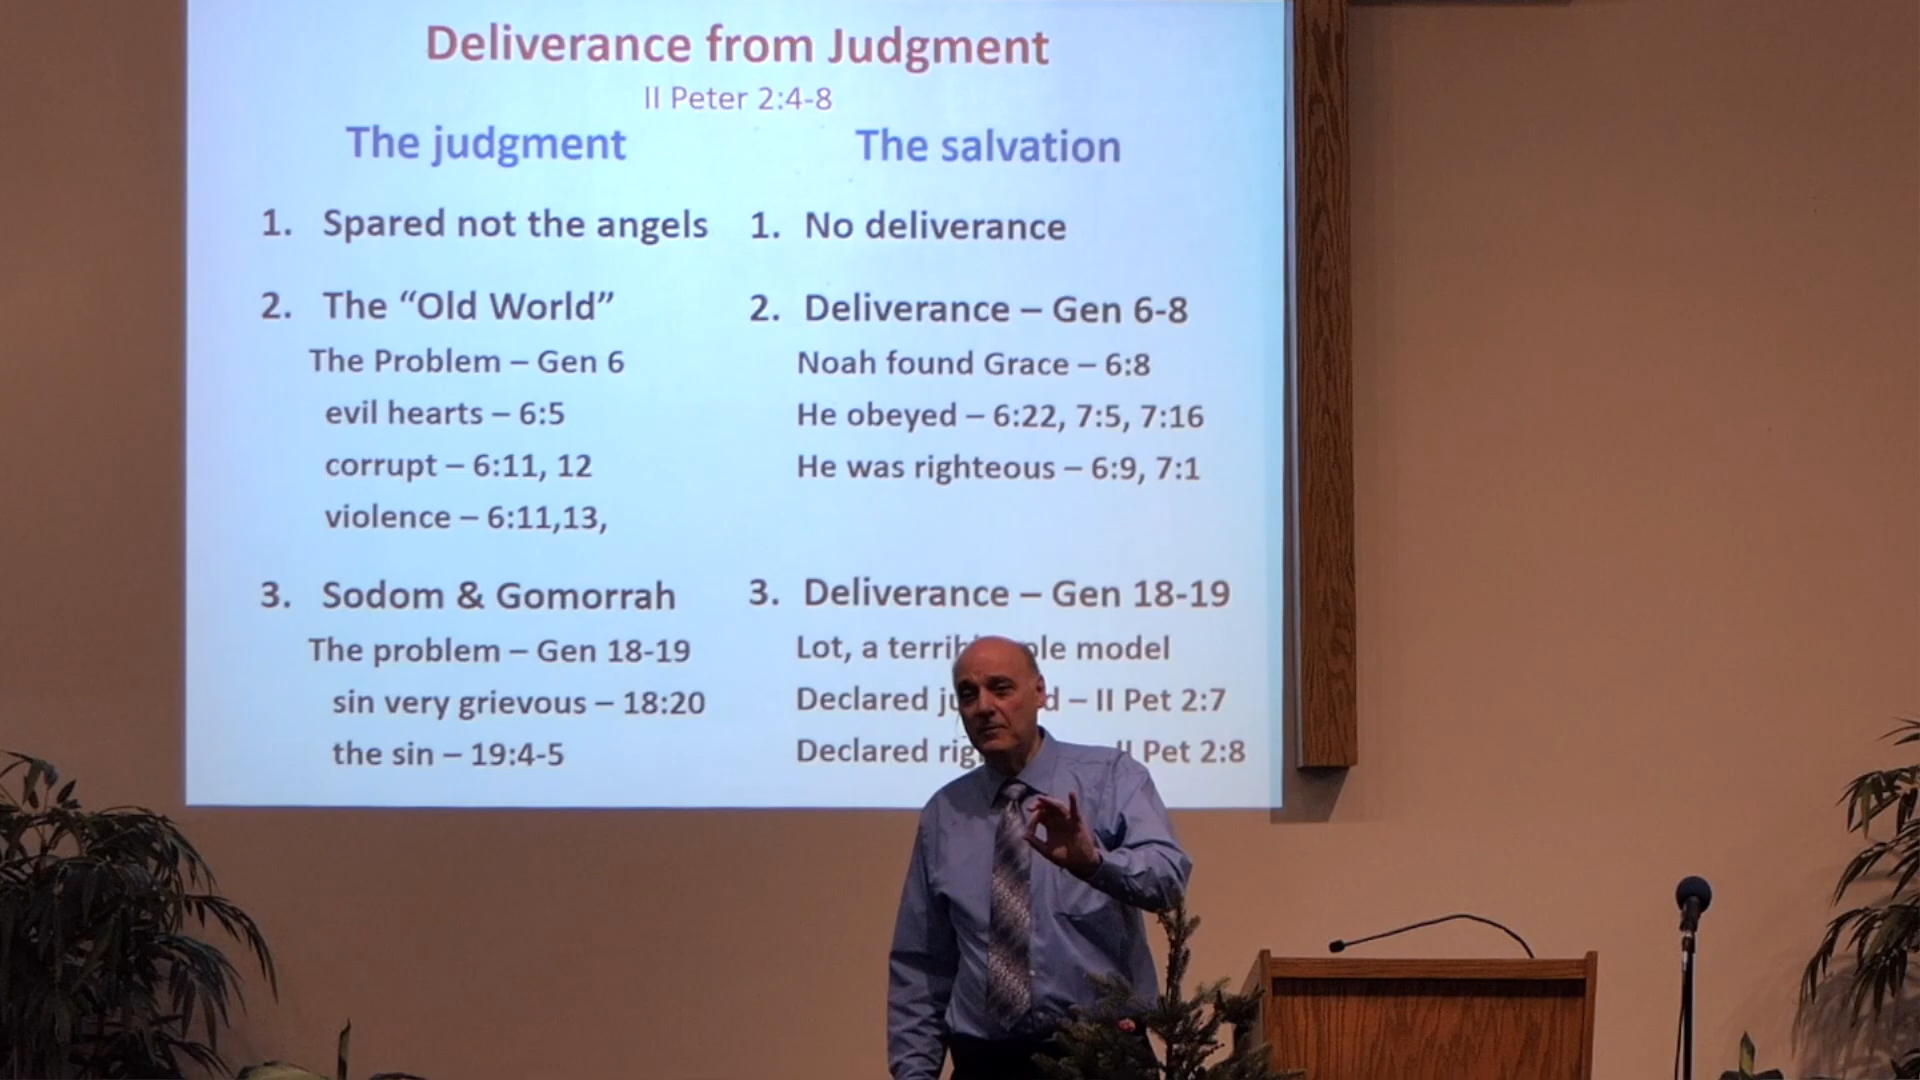 Deliverance from Judgment
II Peter 2:4-8
The judgment
1. Spared not the angels
2. The “Old World”
The Problem – Gen 6
evil hearts – 6:5
corrupt – 6:11, 12
violence – 6:11,13,
3. Sodom & Gomorrah
The problem – Gen 18-19
sin very grievous – 18:20
the sin – 19:4-5
The salvation
1. No deliverance
2. Deliverance – Gen 6-8
Noah found Grace – 6:8
He obeyed – 6:22, 7:5, 7:16
He was righteous – 6:9, 7:1
3. Deliverance – Gen 18-19
Lot, a model
Declared – II Pet 2:7
Declared II Pet 2:8